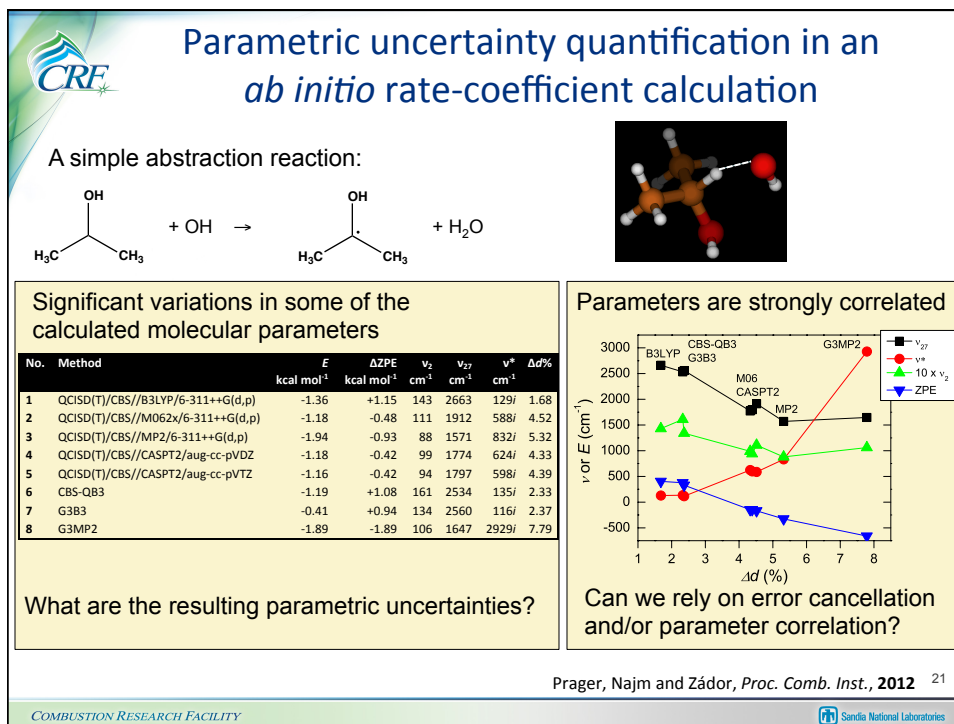 CRF
Parametric uncertainty quantification in an
ab initio rate-coefficient calculation
A simple abstraction reaction:
OH
H₃C
CH₃
+ OH →
OH
H₃C
CH₃
+ H₂O
Significant variations in some of the
calculated molecular parameters
No. Method E ΔZPE ν₂ ν₂₇ ν* Δd%
kcal mol⁻¹ kcal mol⁻¹ cm⁻¹ cm⁻¹ cm⁻¹
1 QCISD(T)/CBS//B3LYP/6-311++G(d,p) -1.36 +1.15 143 2663 129i 1.68
2 QCISD(T)/CBS//M062x/6-311++G(d,p) -1.18 -0.48 111 1912 588i 4.52
3 QCISD(T)/CBS//MP2/6-311++G(d,p) -1.94 -0.93 88 1571 832i 5.32
4 QCISD(T)/CBS//CASPT2/aug-cc-pVDZ -1.18 -0.42 99 1774 624i 4.33
5 QCISD(T)/CBS//CASPT2/aug-cc-pVTZ -1.16 -0.42 94 1797 598i 4.39
6 CBS-QB3 -1.19 +1.08 161 2534 135i 2.33
7 G3B3 -0.41 +0.94 134 2560 116i 2.37
8 G3MP2 -1.89 -1.89 106 1647 2929i 7.79
What are the resulting parametric uncertainties?
Parameters are strongly correlated
ν₂₇
ν*
10 x ν₂
ZPE
B3LYP
CBS-QB3
G3B3
M06
CASPT2
MP2
G3MP2
3000
2500
2000
1500
1000
500
0
-500
ν or E (cm⁻¹)
1 2 3 4 5 6 7 8
Δd (%)
Can we rely on error cancellation
and/or parameter correlation?
Prager, Najm and Zádor, Proc. Comb. Inst., 2012 21
COMBUSTION RESEARCH FACILITY
Sandia National Laboratories